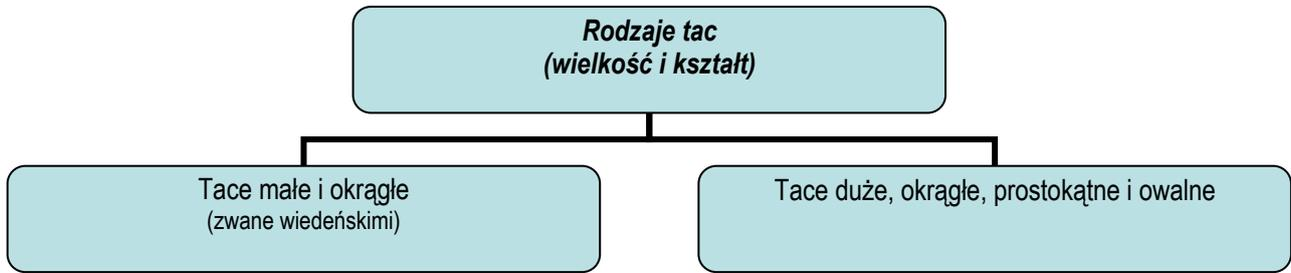 Rodzaje tac
(wielkość i kształt)
Tace małe i okrągłe
(zwane wiedeńskimi)
Tace duże, okrągłe, prostokątne i owalne